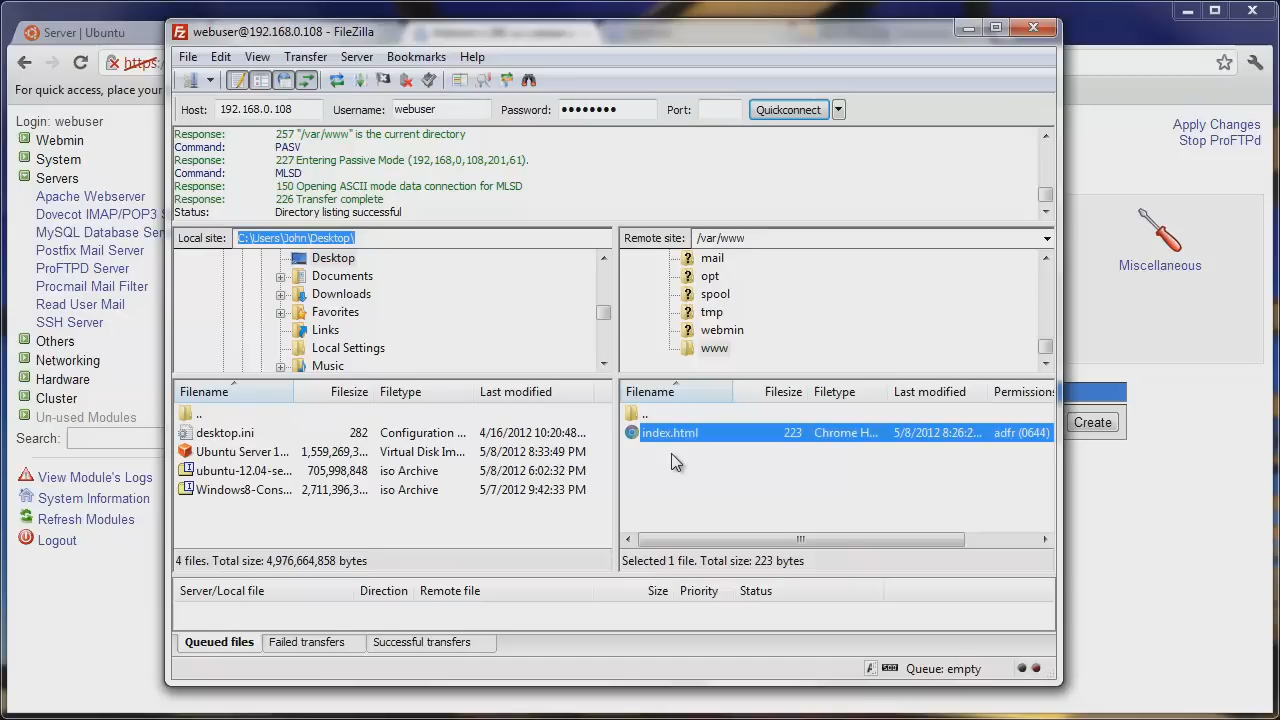 Server | Ubuntu
webuser@192.168.0.108 - FileZilla
https:/
For quick access, place your
File Edit View Transfer Server Bookmarks Help
Host: 192.168.0.108 Username: webuser Password: ●●●●●●●● Port: Quickconnect
Response: 257 "/var/www" is the current directory
Command: PASV
Response: 227 Entering Passive Mode (192,168,0,108,201,61).
Command: MLSD
Response: 150 Opening ASCII mode data connection for MLSD
Response: 226 Transfer complete
Status: Directory listing successful
Local site: C:\Users\John\Desktop\
Desktop
Documents
Downloads
Favorites
Links
Local Settings
Music
Remote site: /var/www
mail
opt
spool
tmp
webmin
www
Filename Filesize Filetype Last modified
..
desktop.ini 282 Configuration ... 4/16/2012 10:20:48...
Ubuntu Server 1... 1,559,269,3... Virtual Disk Im... 5/8/2012 8:33:49 PM
ubuntu-12.04-se... 705,998,848 iso Archive 5/8/2012 6:02:32 PM
Windows8-Cons... 2,711,396,3... iso Archive 5/7/2012 9:42:33 PM
4 files. Total size: 4,976,664,858 bytes
Filename Filesize Filetype Last modified Permissions
..
index.html 223 Chrome H... 5/8/2012 8:26:2... adfr (0644)
Selected 1 file. Total size: 223 bytes
Server/Local file Direction Remote file Size Priority Status
Queued files Failed transfers Successful transfers
Queue: empty
Login: webuser
Webmin
System
Servers
Apache Webserver
Dovecot IMAP/POP3 S
MySQL Database Serv
Postfix Mail Server
ProFTPD Server
Procmail Mail Filter
Read User Mail
SSH Server
Others
Networking
Hardware
Cluster
Un-used Modules
Search:
View Module's Logs
System Information
Refresh Modules
Logout
Apply Changes
Stop ProFTPd
Miscellaneous
Create